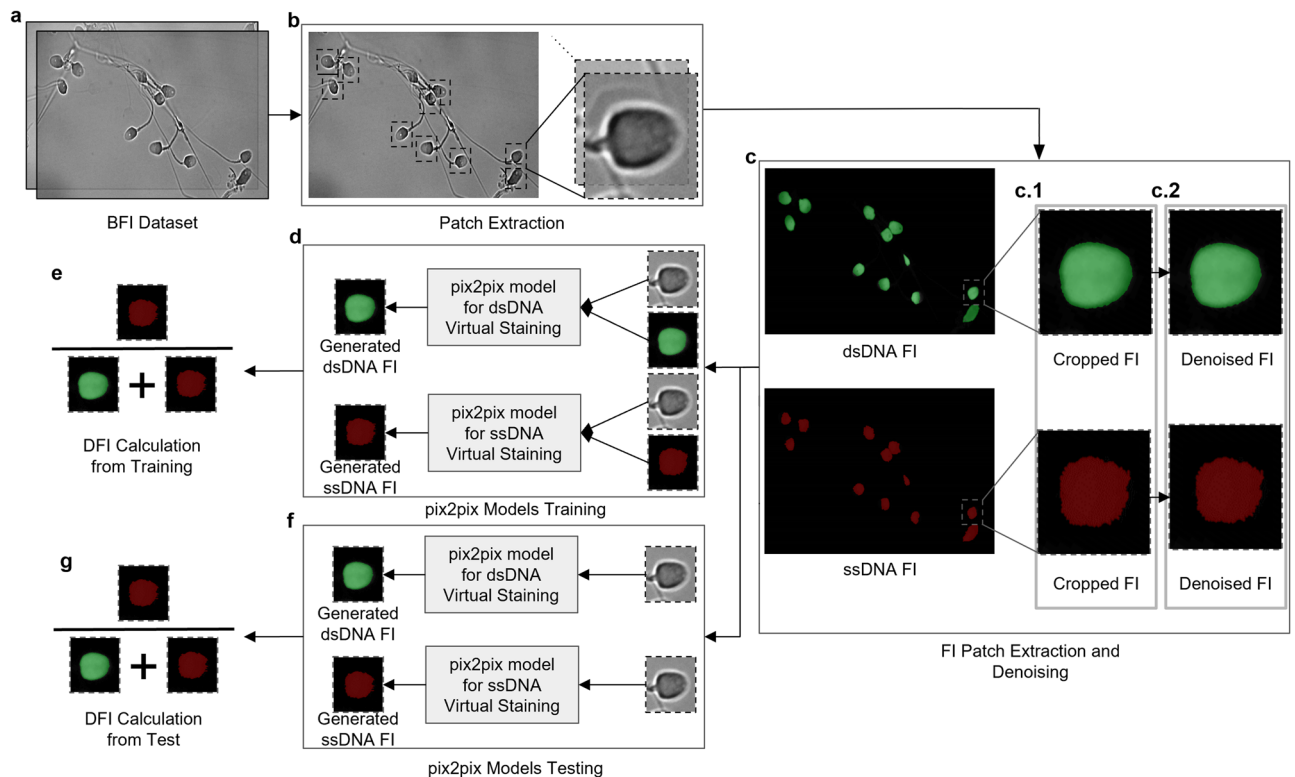 a
BFI Dataset
b
Patch Extraction
c
dsDNA FI
ssDNA FI
c.1
Cropped FI
Cropped FI
c.2
Denoised FI
Denoised FI
FI Patch Extraction and
Denoising
d
pix2pix model
for dsDNA
Virtual Staining
Generated
dsDNA FI
pix2pix model
for ssDNA
Virtual Staining
Generated
ssDNA FI
pix2pix Models Training
e
+
DFI Calculation
from Training
f
pix2pix model
for dsDNA
Virtual Staining
Generated
dsDNA FI
pix2pix model
for ssDNA
Virtual Staining
Generated
ssDNA FI
pix2pix Models Testing
g
+
DFI Calculation
from Test